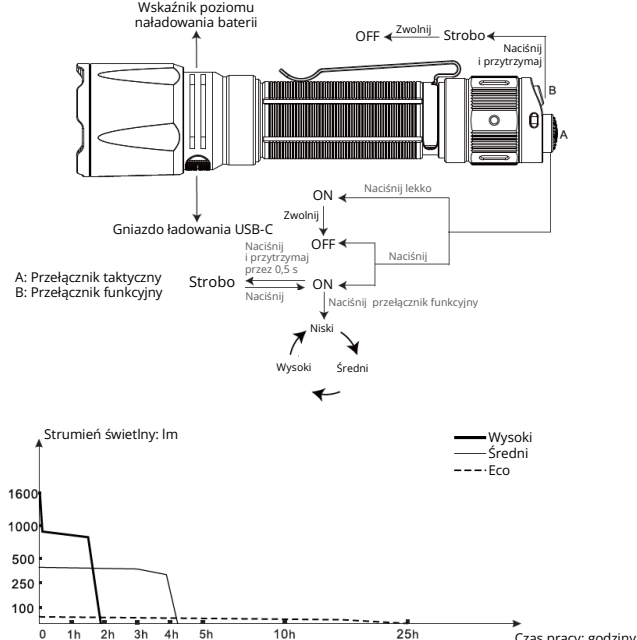 Wskaźnik poziomu
naładowania baterii
OFF
Zwolnij
Strobo
Naciśnij
i przytrzymaj
B
A
ON
Naciśnij lekko
Zwolnij
Gniazdo ładowania USB-C
OFF
Naciśnij
i przytrzymaj
przez 0,5 s
Naciśnij
A: Przełącznik taktyczny
B: Przełącznik funkcyjny
Strobo
ON
Naciśnij
Naciśnij przełącznik funkcyjny
Niski
Wysoki
Średni
Strumień świetlny: lm
Wysoki
Średni
Eco
1600
1000
500
250
100
0 1h 2h 3h 4h 5h 10h 25h
Czas pracy: godziny